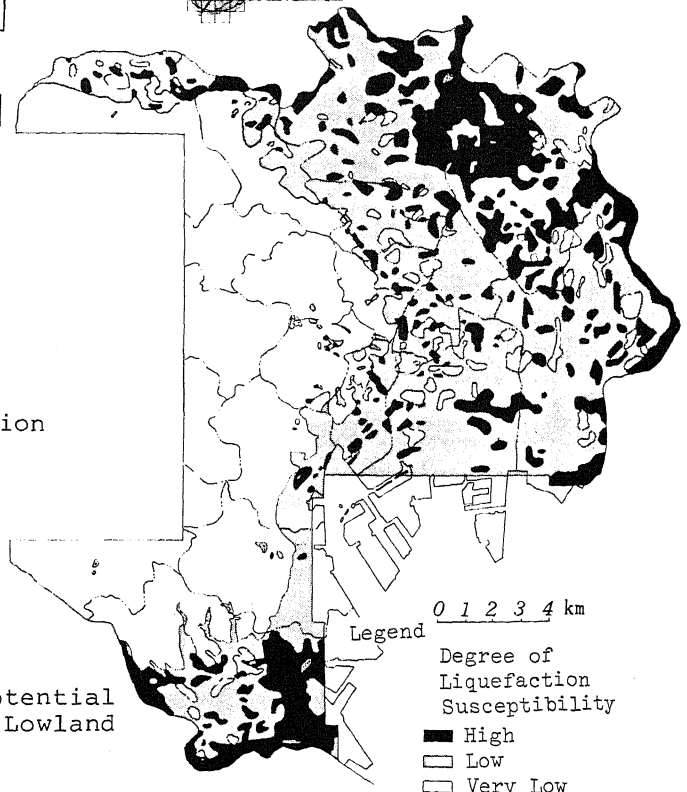 ion
0 1 2 3 4 km
Legend
Degree of
Liquefaction
Susceptibility
High
Low
Very Low
otential
Lowland